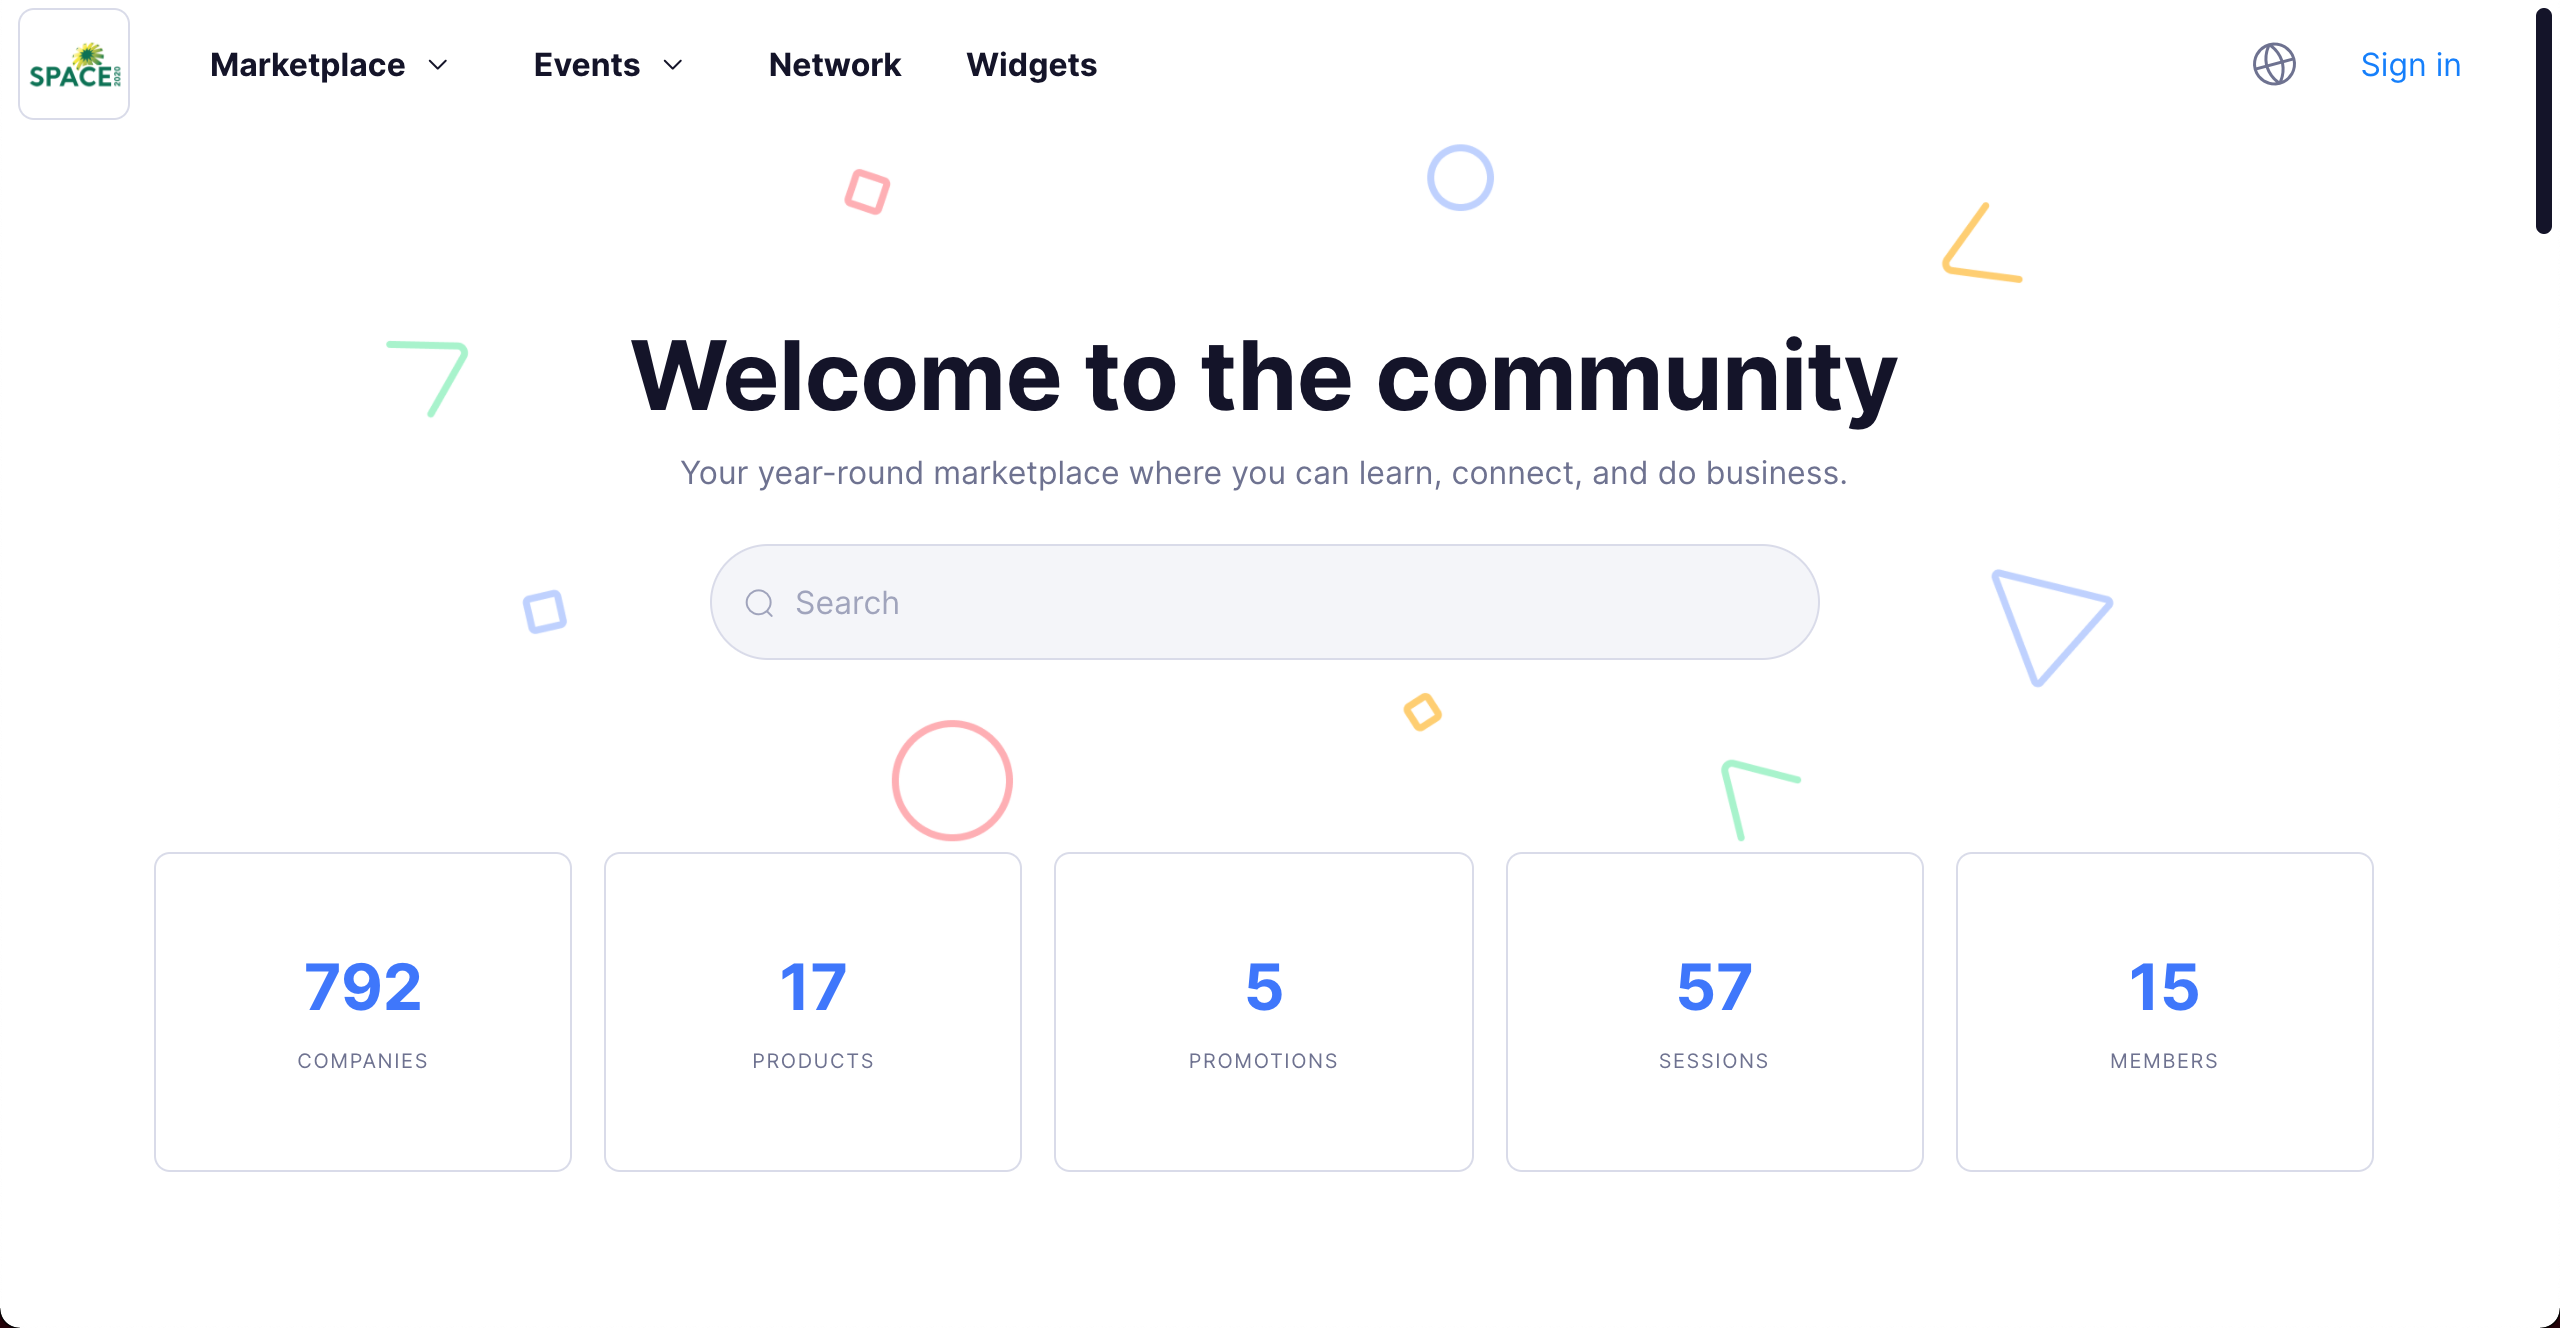 SPACE 2020
Marketplace
Events
Network
Widgets
Sign in
Welcome to the community
Your year-round marketplace where you can learn, connect, and do business.
Search
792
COMPANIES
17
PRODUCTS
5
PROMOTIONS
57
SESSIONS
15
MEMBERS